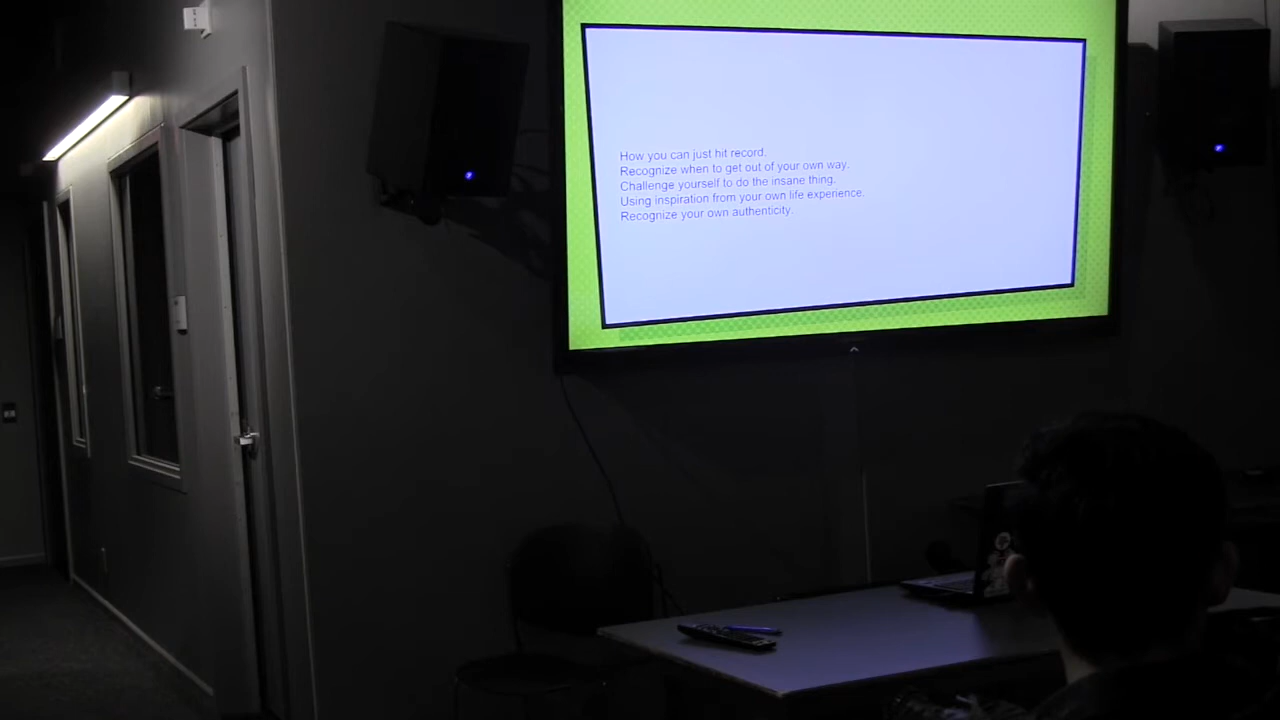 How you can just hit record.
Recognize when to get out of your own way.
Challenge yourself to do the insane thing.
Using inspiration from your own life experience.
Recognize your own authenticity.